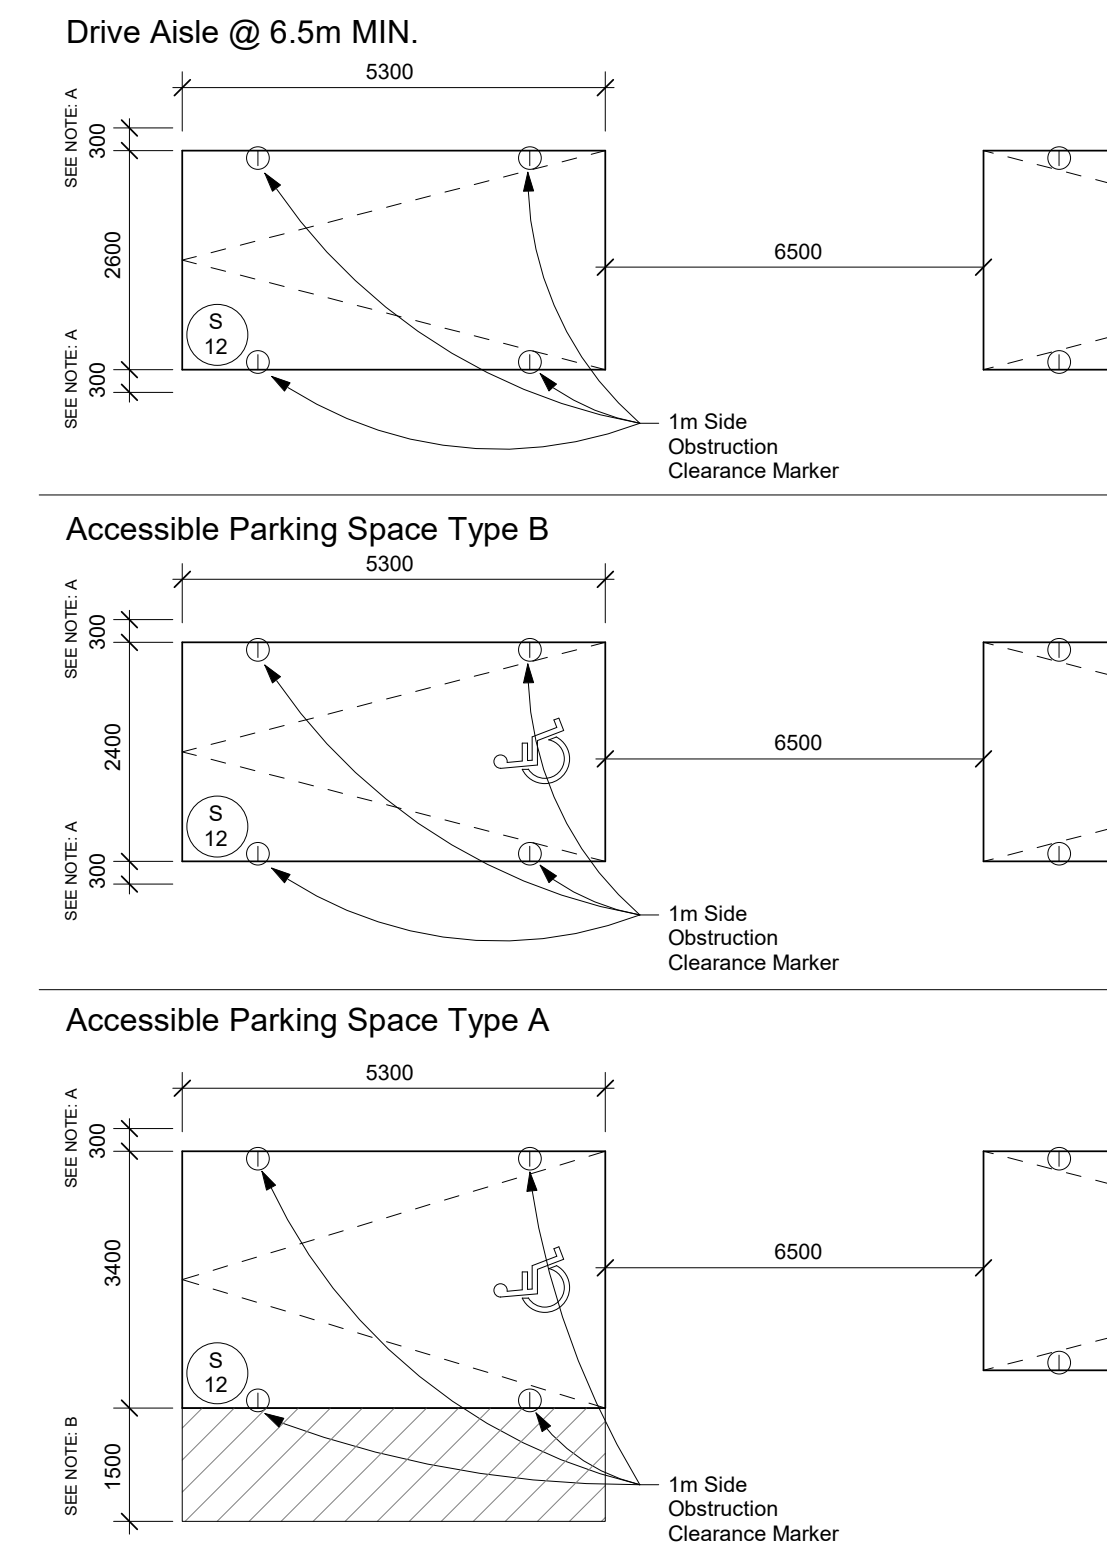 Drive Aisle @ 6.5m MIN.
5300
SEE NOTE: A
300
2600
6500
S
12
SEE NOTE: A
300
1m Side
Obstruction
Clearance Marker
Accessible Parking Space Type B
5300
SEE NOTE: A
300
2400
6500
S
12
SEE NOTE: A
300
1m Side
Obstruction
Clearance Marker
Accessible Parking Space Type A
5300
SEE NOTE: A
300
3400
6500
S
12
SEE NOTE: B
1500
1m Side
Obstruction
Clearance Marker